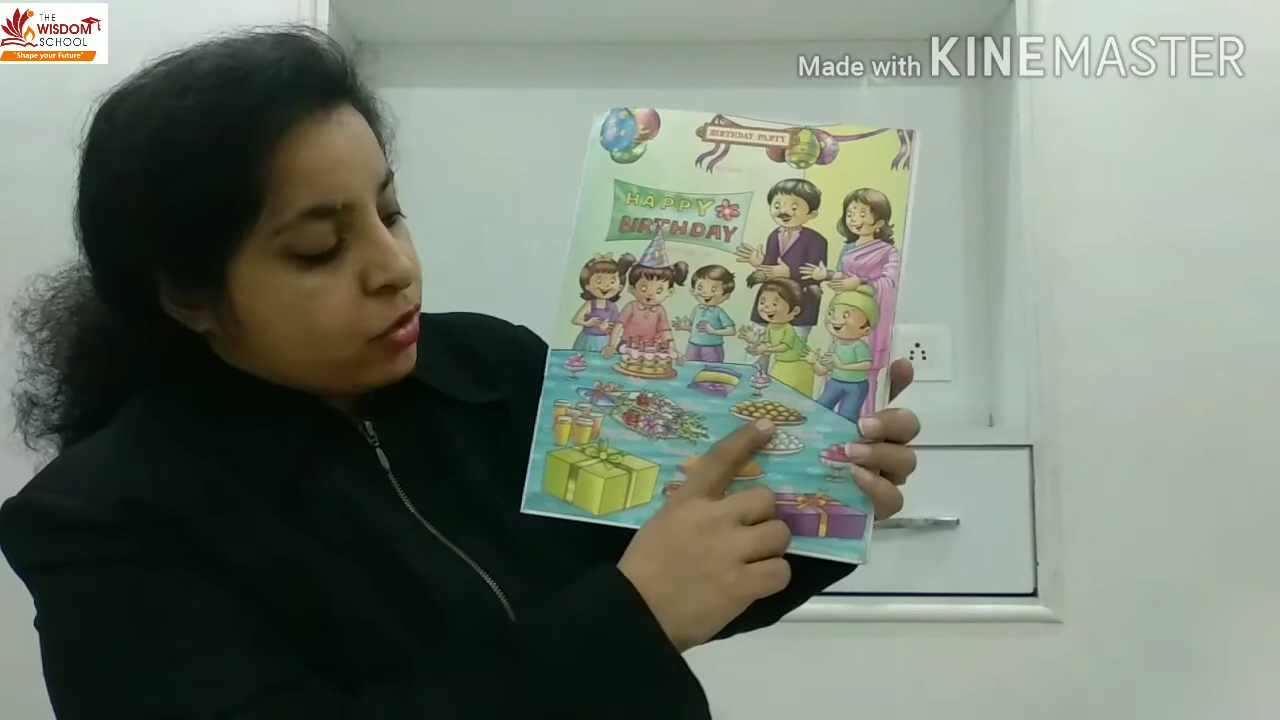 THE
WISDOM
SCHOOL
"Shape your Future"
Made with KINEMASTER
BIRTHDAY PARTY
HAPPY
BIRTHDAY